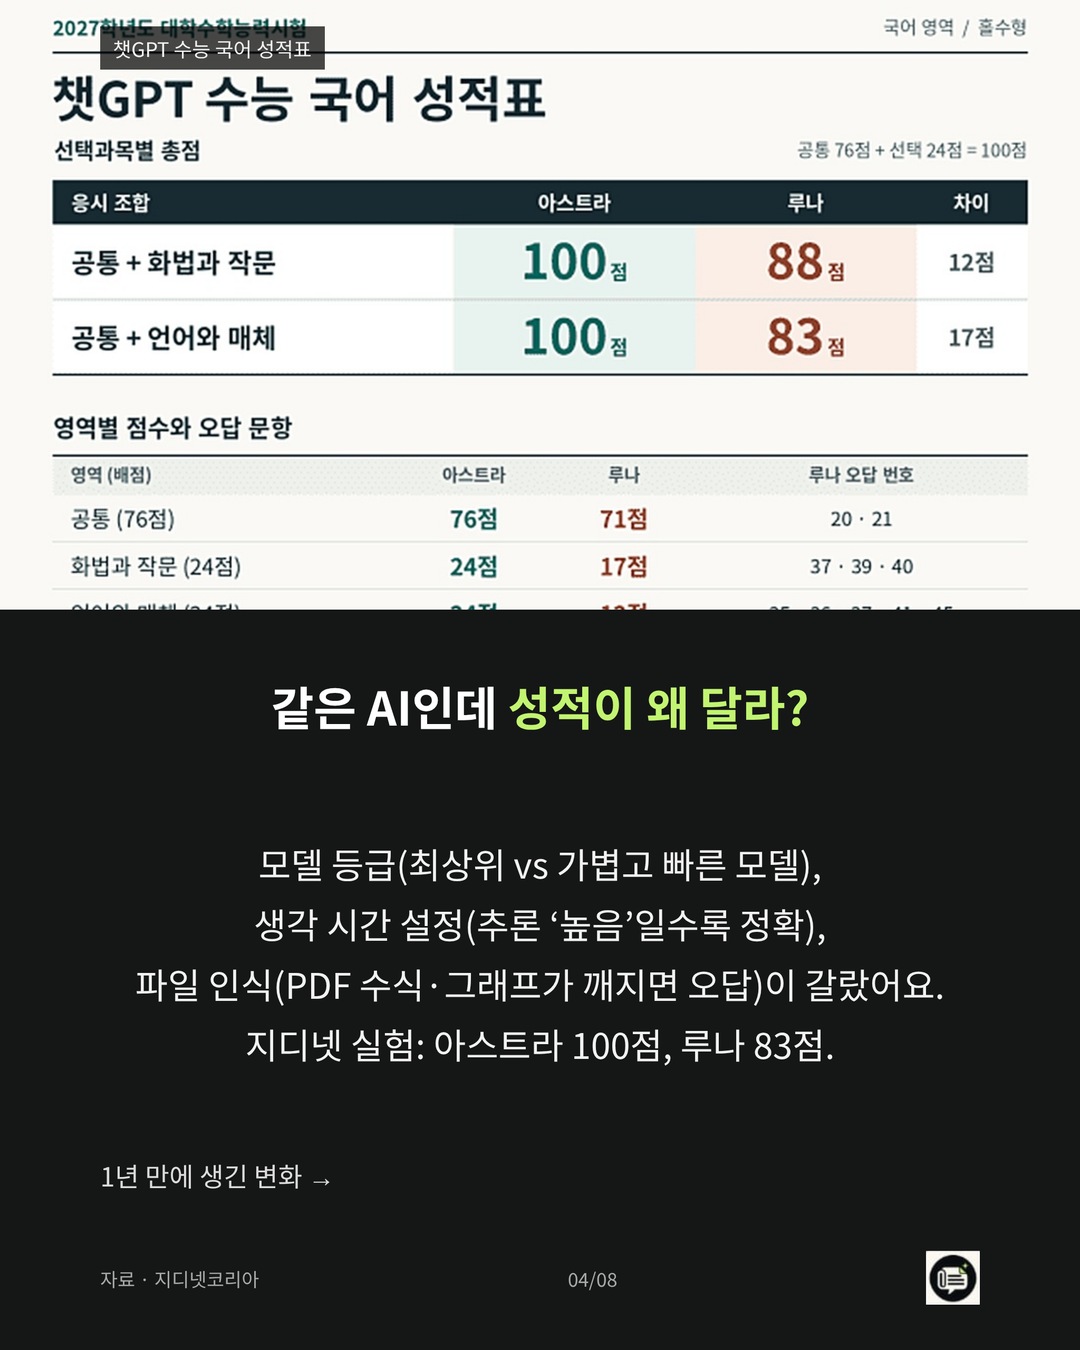 2027학년도 대학수학능력시험
국어 영역 / 홀수형
챗GPT 수능 국어 성적표
챗GPT 수능 국어 성적표
선택과목별 총점
공통 76점 + 선택 24점 = 100점
응시 조합 아스트라 루나 차이
공통 + 화법과 작문 100점 88점 12점
공통 + 언어와 매체 100점 83점 17점
영역별 점수와 오답 문항
영역 (배점) 아스트라 루나 루나 오답 번호
공통 (76점) 76점 71점 20 · 21
화법과 작문 (24점) 24점 17점 37 · 39 · 40
언어와 매체 (24점) 24점 12점
같은 AI인데 성적이 왜 달라?
모델 등급(최상위 vs 가볍고 빠른 모델),
생각 시간 설정(추론 ‘높음’일수록 정확),
파일 인식(PDF 수식·그래프가 깨지면 오답)이 갈랐어요.
지디넷 실험: 아스트라 100점, 루나 83점.
1년 만에 생긴 변화 →
자료 · 지디넷코리아
04/08